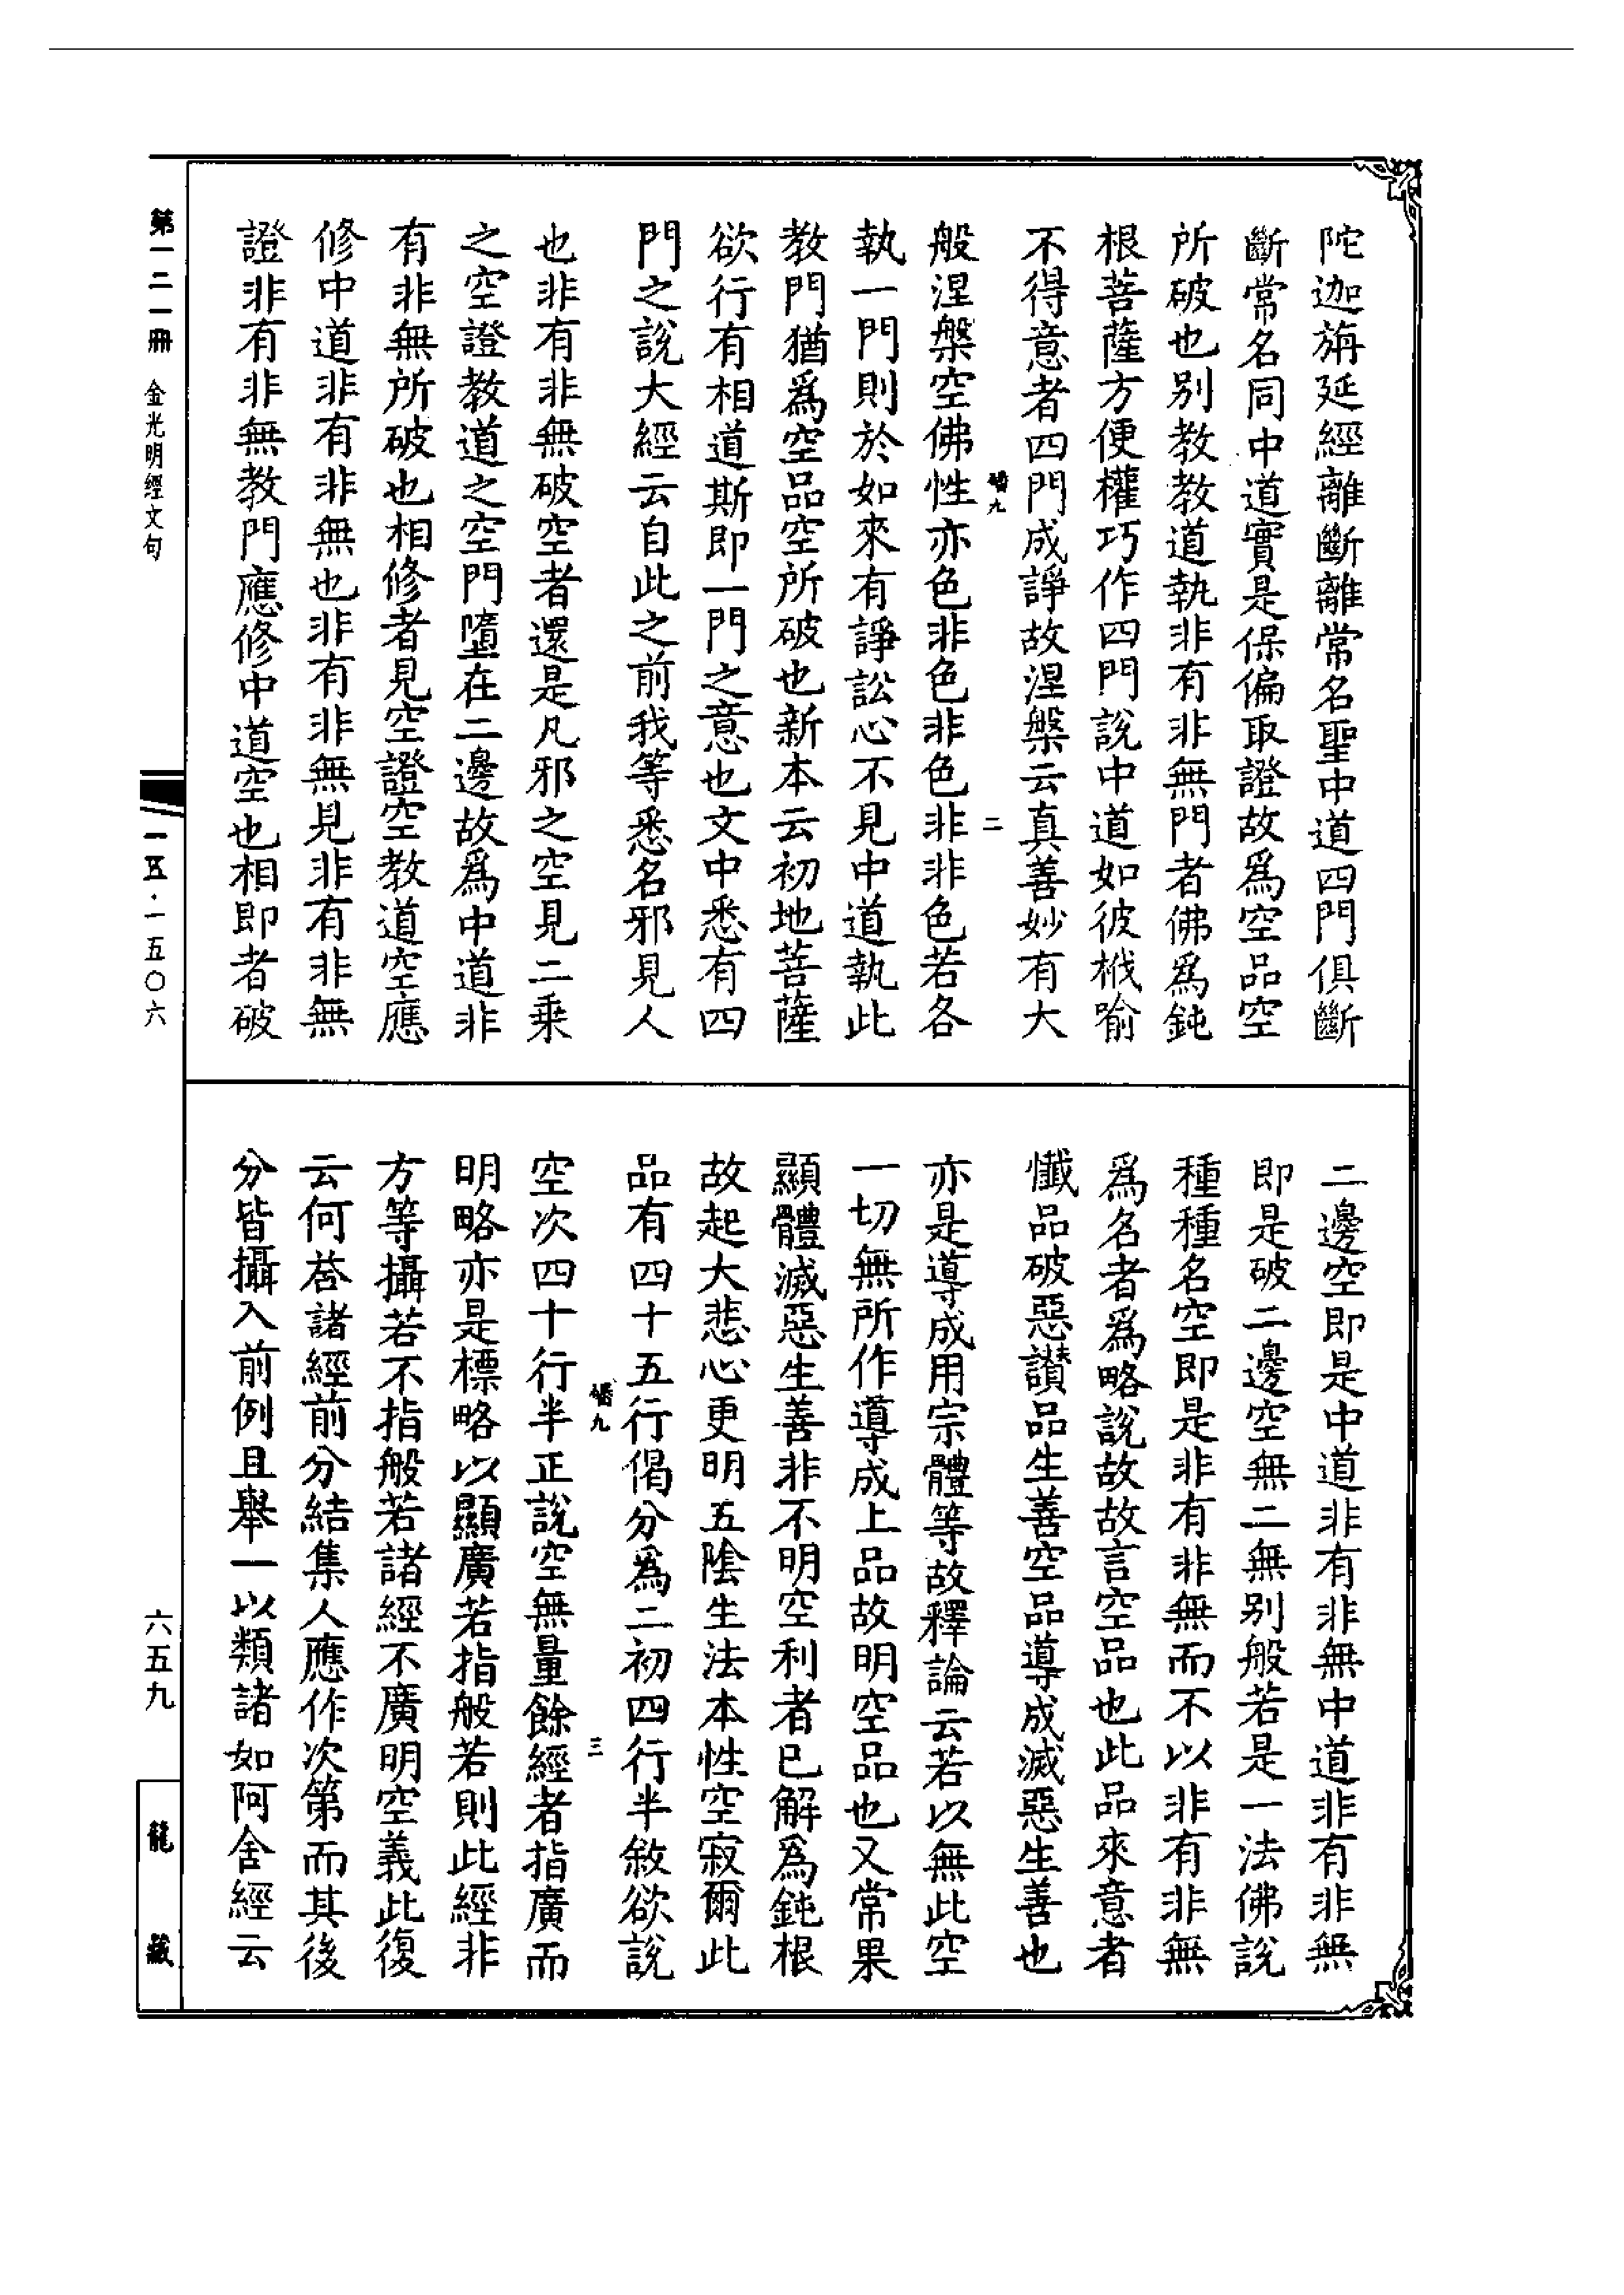 陀迦旃延經離斷離常名聖中道四門俱斷
斷常名同中道實是保偏取證故爲空品空
所破也别教教道執非有非無門者佛爲鈍
根菩薩方便權巧作四門說中道如彼栰喻
不得意者四門成諍故涅槃云真善妙有大
二
般涅槃空佛性亦色非色非色非非色若各
執一門則於如來有諍訟心不見中道執此
教門猶爲空品空所破也新本云初地菩薩
欲行有相道斯即一門之意也文中悉有四
門之說大經云自此之前我等悉名邪見人
也非有非無破空者還是凡邪之空見二乘
之空證教道之空門墮在二邊故爲中道非
有非無所破也相修者見空證空教道空應
修中道非有非無也非有非無見非有非無
證非有非無教門應修中道空也相即者破
二邊空即是中道非有非無中道非有非無
即是破二邊空無二無别般若是一法佛說
種種名空即是非有非無而不以非有非無
爲名者爲略說故故言空品也此品來意者
懺品破惡讃品生善空品導成滅惡生善也
亦是導成用宗體等故釋論云若以無此空
一切無所作導成上品故明空品也又常果
顯體滅惡生善非不明空利者已解爲鈍根
故起大悲心更明五陰生法本性空寂爾此
品有四十五行偈分爲二初四行半敘欲說
三
空次四十行半正說空無量餘經者指廣而
明略亦是標略以顯廣若指般若則此經非
方等攝若不指般若諸經不廣明空義此復
云何荅諸經前分結集人應作次第而其後
分皆攝入前例且舉一以類諸如阿舍經云
第一二一冊
金光明經文句
一五·一五〇六
六五九
龍藏